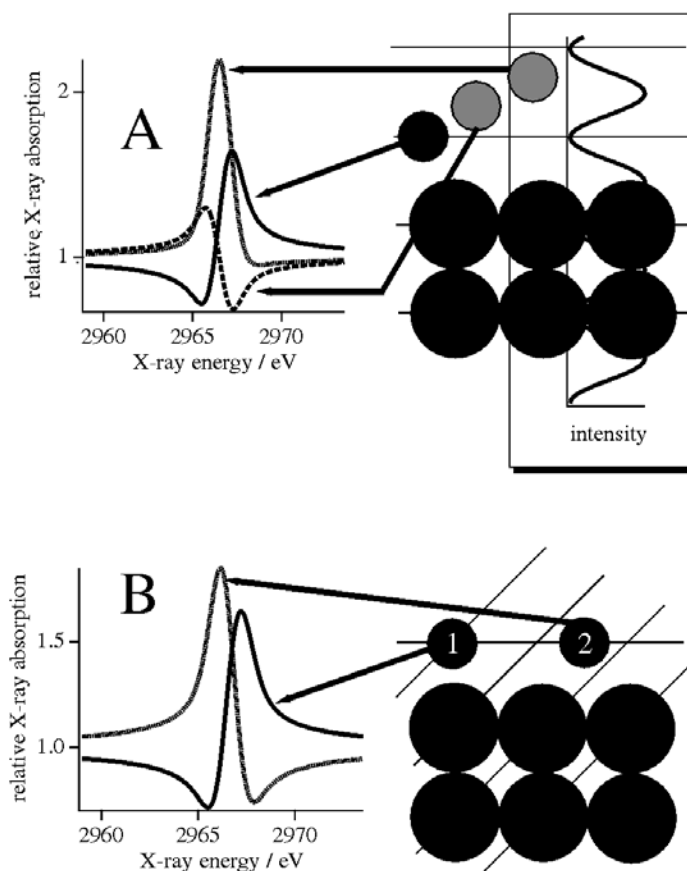 A
relative X-ray absorption
2
1
2960 2965 2970
X-ray energy / eV
intensity
B
relative X-ray absorption
1.5
1.0
2960 2965 2970
X-ray energy / eV
1 2